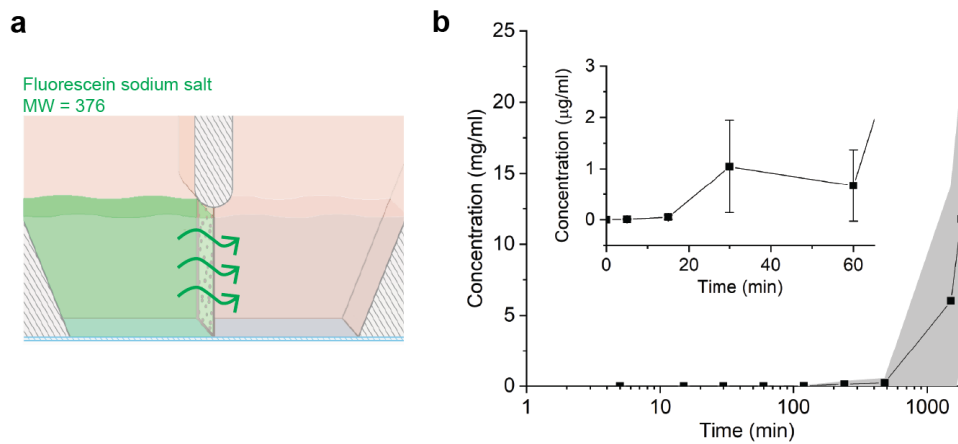 a
Fluorescein sodium salt
MW = 376
b
Concentration (mg/ml)
25
20
15
10
5
0
1
10
100
1000
Time (min)
Concentration (µg/ml)
3
2
1
0
0
20
40
60
Time (min)